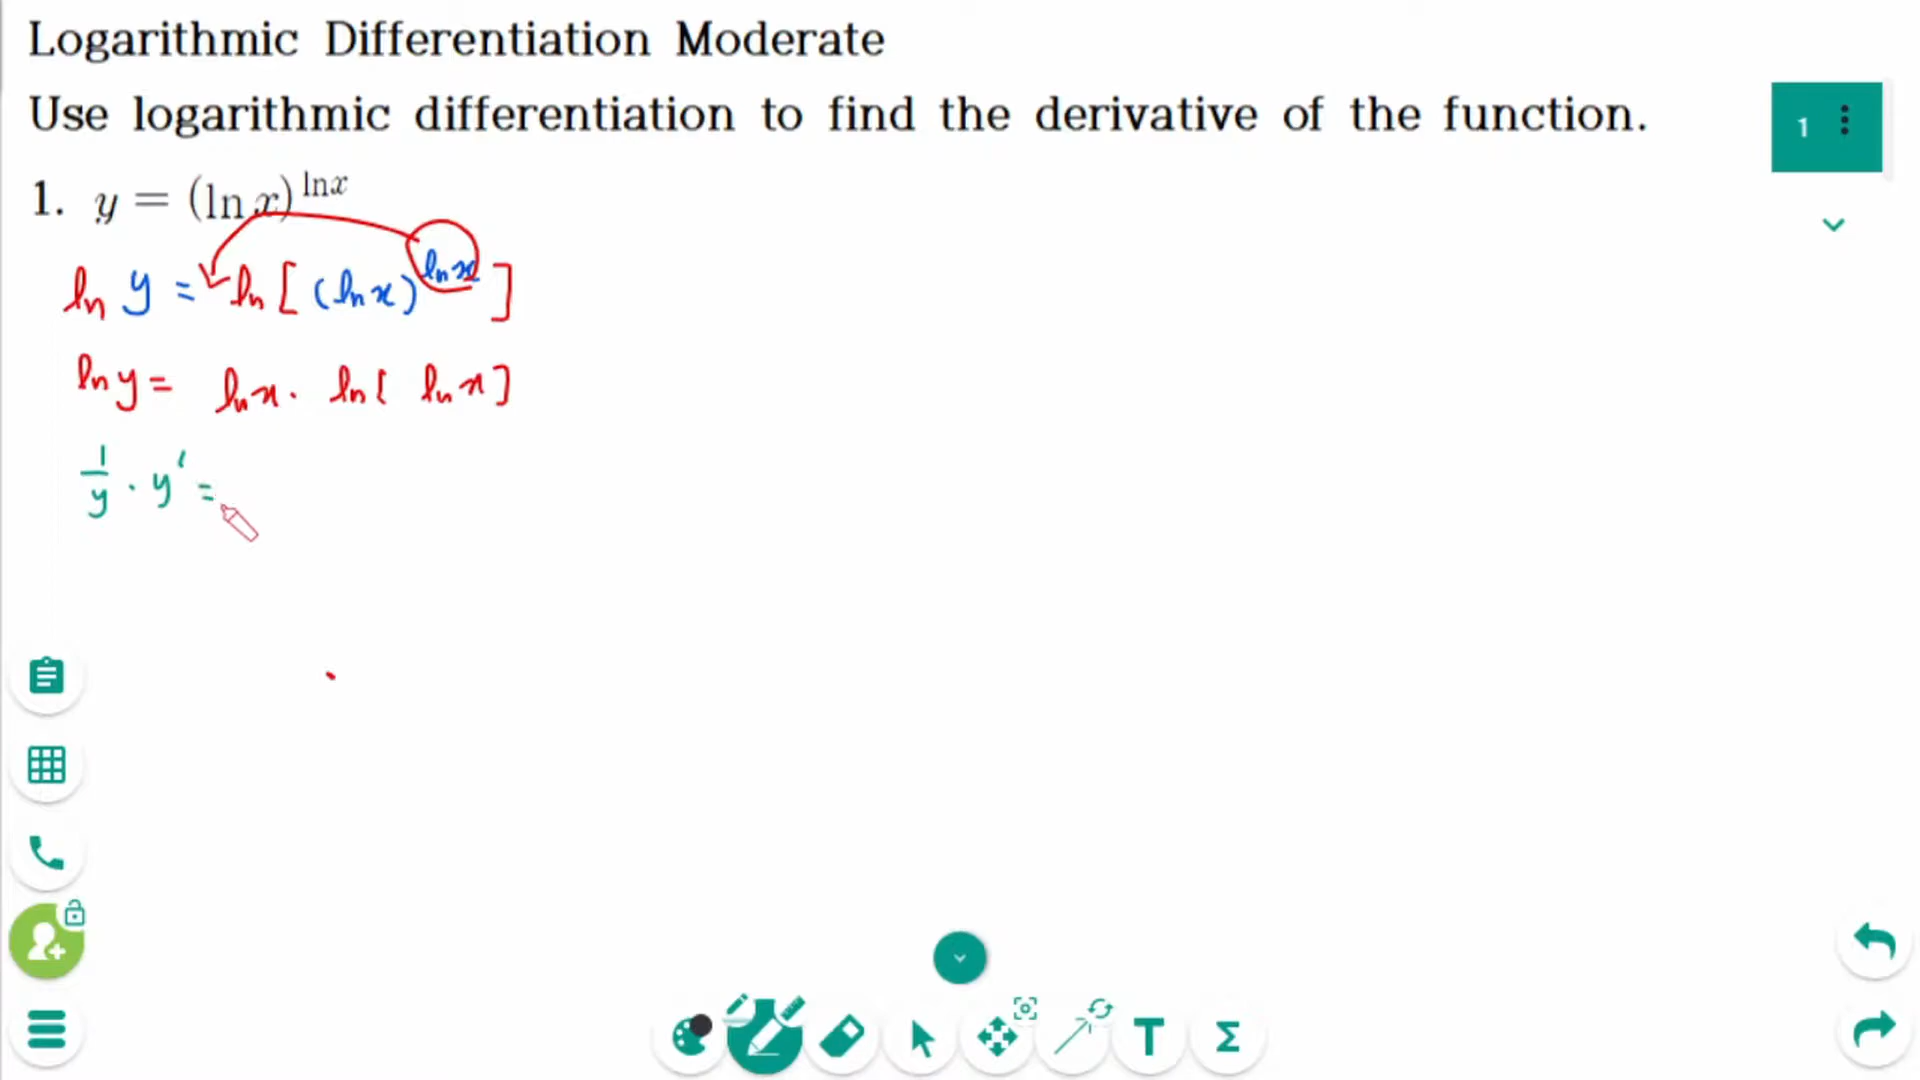 Logarithmic Differentiation Moderate
Use logarithmic differentiation to find the derivative of the function.
1
1. y = (ln x)^{ln x}
ln y = ln [ (ln x)^{ln x} ]
ln y = ln x · ln [ ln x ]
1/y · y' =
T
Σ